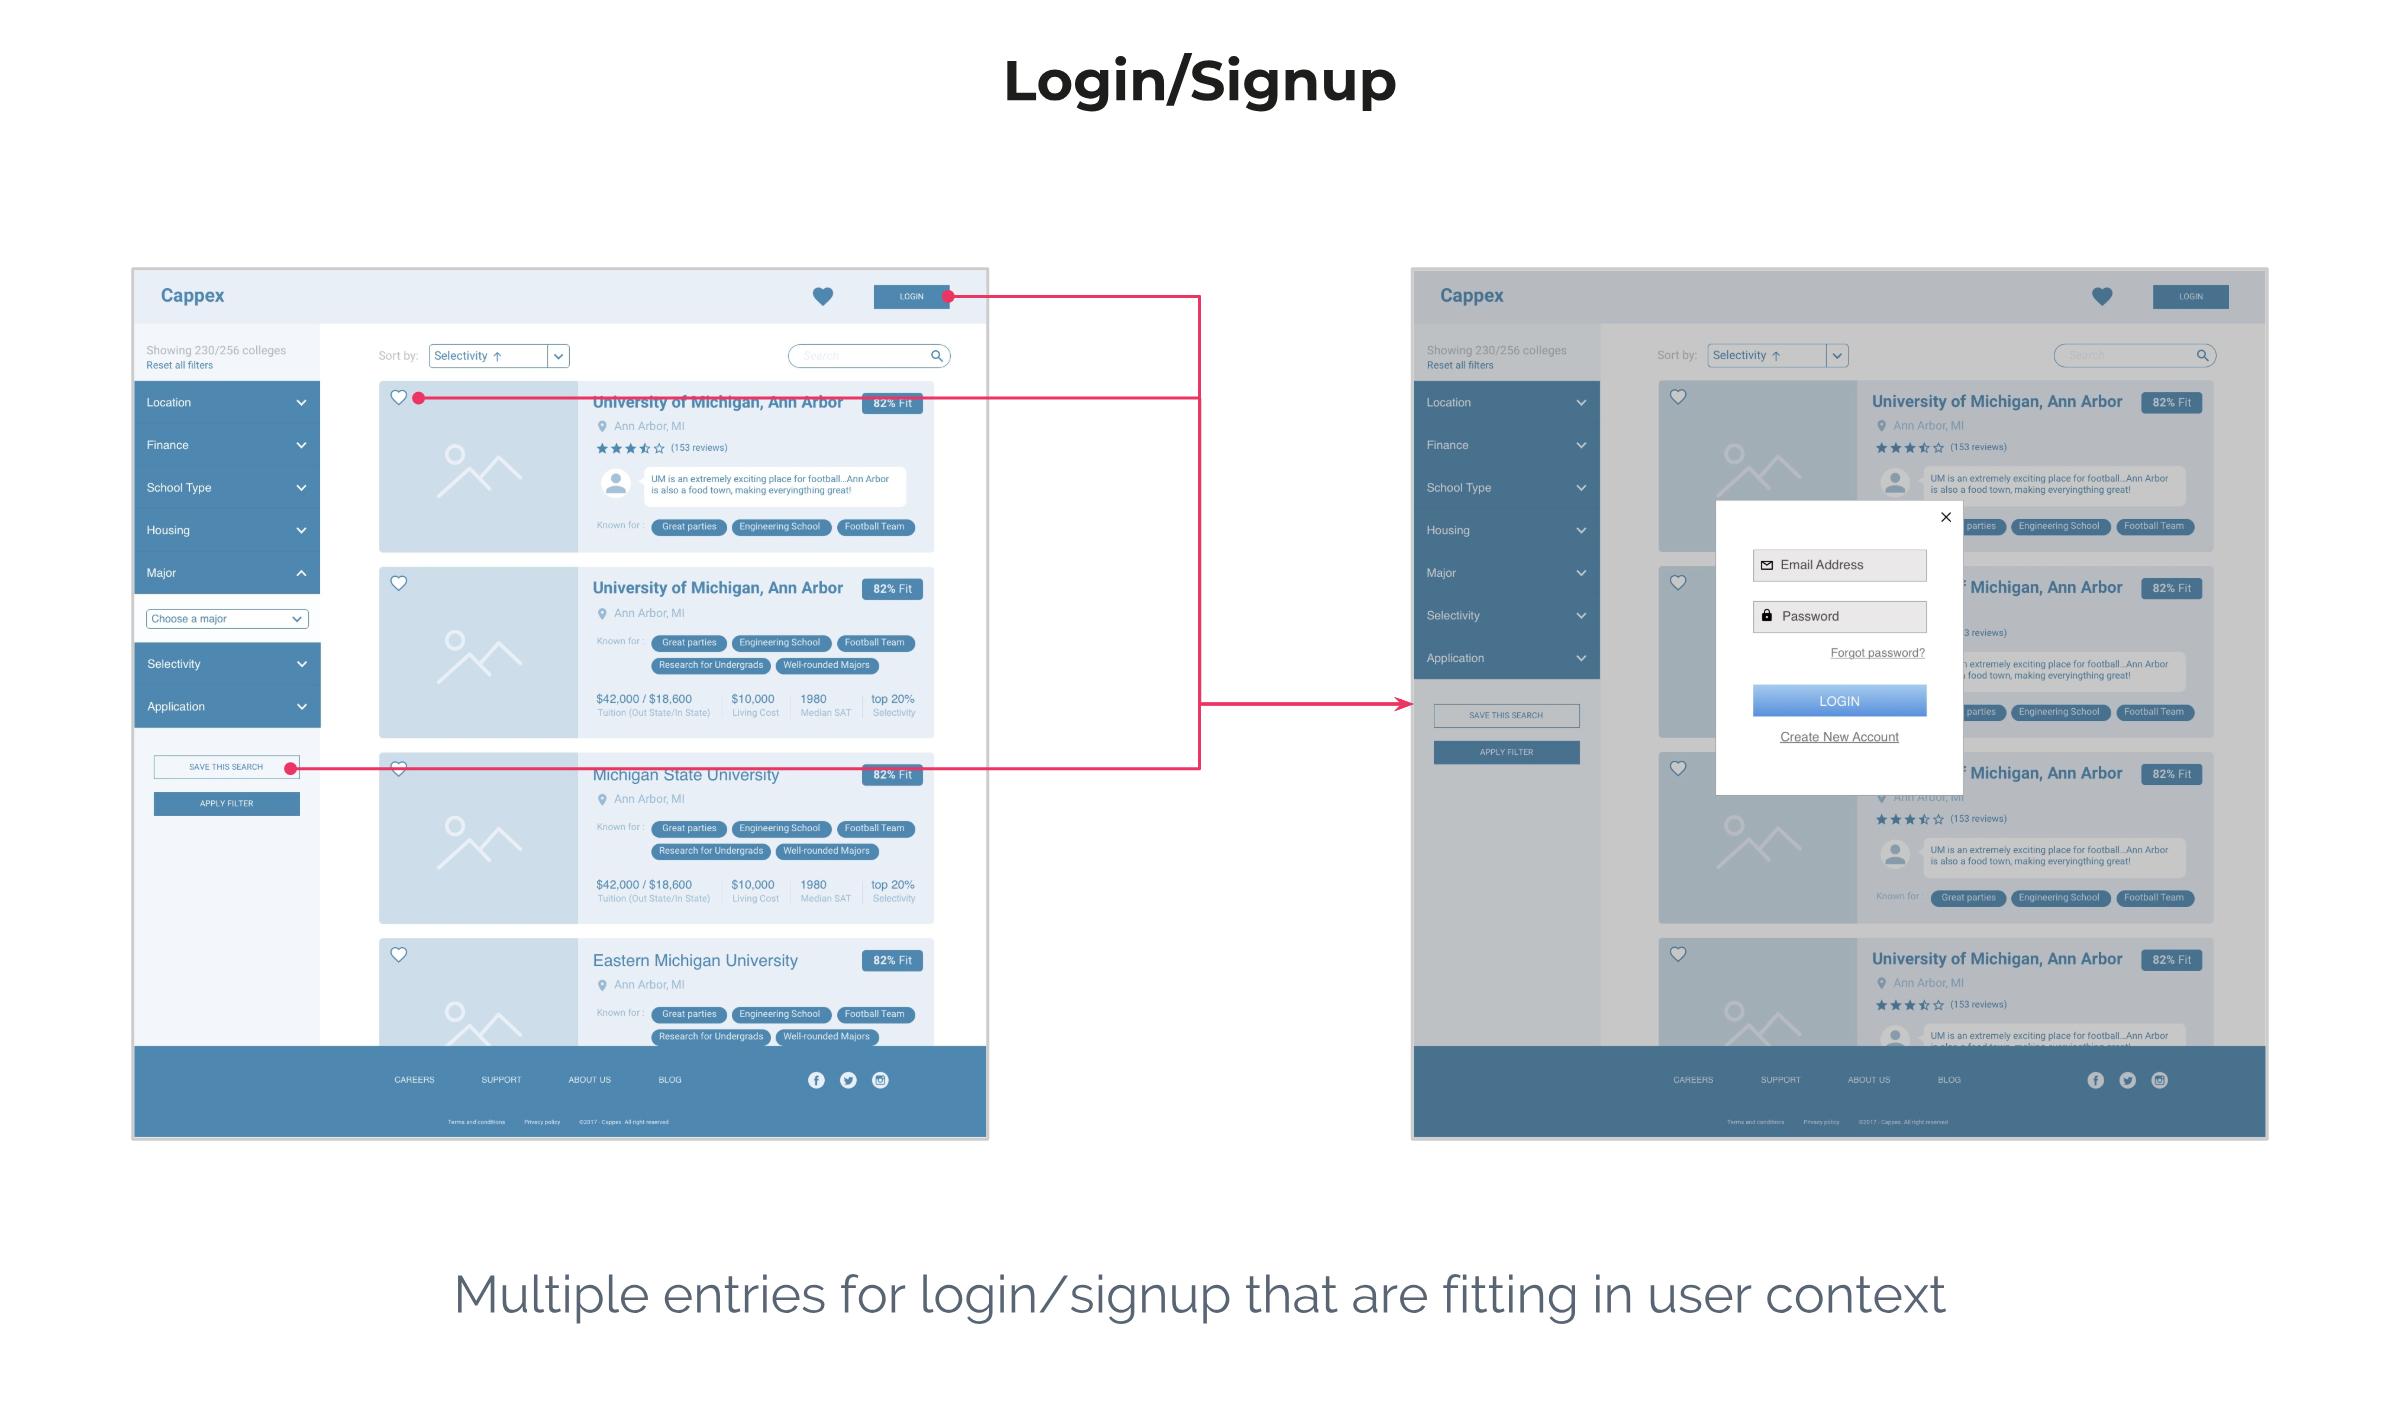 Login/Signup
Cappex
LOGIN
Showing 230/256 colleges
Reset all filters
Sort by:
Selectivity ↑
Search
Location
Finance
School Type
Housing
Major
Choose a major
Selectivity
Application
SAVE THIS SEARCH
APPLY FILTER
University of Michigan, Ann Arbor
82% Fit
Ann Arbor, MI
(153 reviews)
UM is an extremely exciting place for football...Ann Arbor
is also a food town, making everyingthing great!
Known for :
Great parties
Engineering School
Football Team
University of Michigan, Ann Arbor
82% Fit
Ann Arbor, MI
Known for :
Great parties
Engineering School
Football Team
Research for Undergrads
Well-rounded Majors
$42,000 / $18,600
$10,000
1980
top 20%
Tuition (Out State/In State)
Living Cost
Median SAT
Selectivity
Michigan State University
82% Fit
Ann Arbor, MI
Known for :
Great parties
Engineering School
Football Team
Research for Undergrads
Well-rounded Majors
$42,000 / $18,600
$10,000
1980
top 20%
Tuition (Out State/In State)
Living Cost
Median SAT
Selectivity
Eastern Michigan University
82% Fit
Ann Arbor, MI
Known for :
Great parties
Engineering School
Football Team
Research for Undergrads
Well-rounded Majors
CAREERS
SUPPORT
ABOUT US
BLOG
Terms and conditions
Privacy policy
©2017 - Cappex. All right reserved
Cappex
LOGIN
Showing 230/256 colleges
Reset all filters
Sort by:
Selectivity ↑
Search
Location
Finance
School Type
Housing
Major
Selectivity
Application
SAVE THIS SEARCH
APPLY FILTER
University of Michigan, Ann Arbor
82% Fit
Ann Arbor, MI
(153 reviews)
UM is an extremely exciting place for football...Ann Arbor
is also a food town, making everyingthing great!
parties
Engineering School
Football Team
Email Address
Password
Forgot password?
LOGIN
Create New Account
f Michigan, Ann Arbor
82% Fit
3 reviews)
extremely exciting place for football...Ann Arbor
food town, making everyingthing great!
parties
Engineering School
Football Team
f Michigan, Ann Arbor
82% Fit
Ann Arbor, MI
(153 reviews)
UM is an extremely exciting place for football...Ann Arbor
is also a food town, making everyingthing great!
Known for
Great parties
Engineering School
Football Team
University of Michigan, Ann Arbor
82% Fit
Ann Arbor, MI
(153 reviews)
UM is an extremely exciting place for football...Ann Arbor
CAREERS
SUPPORT
ABOUT US
BLOG
Terms and conditions
Privacy policy
©2017 - Cappex. All right reserved
Multiple entries for login/signup that are fitting in user context